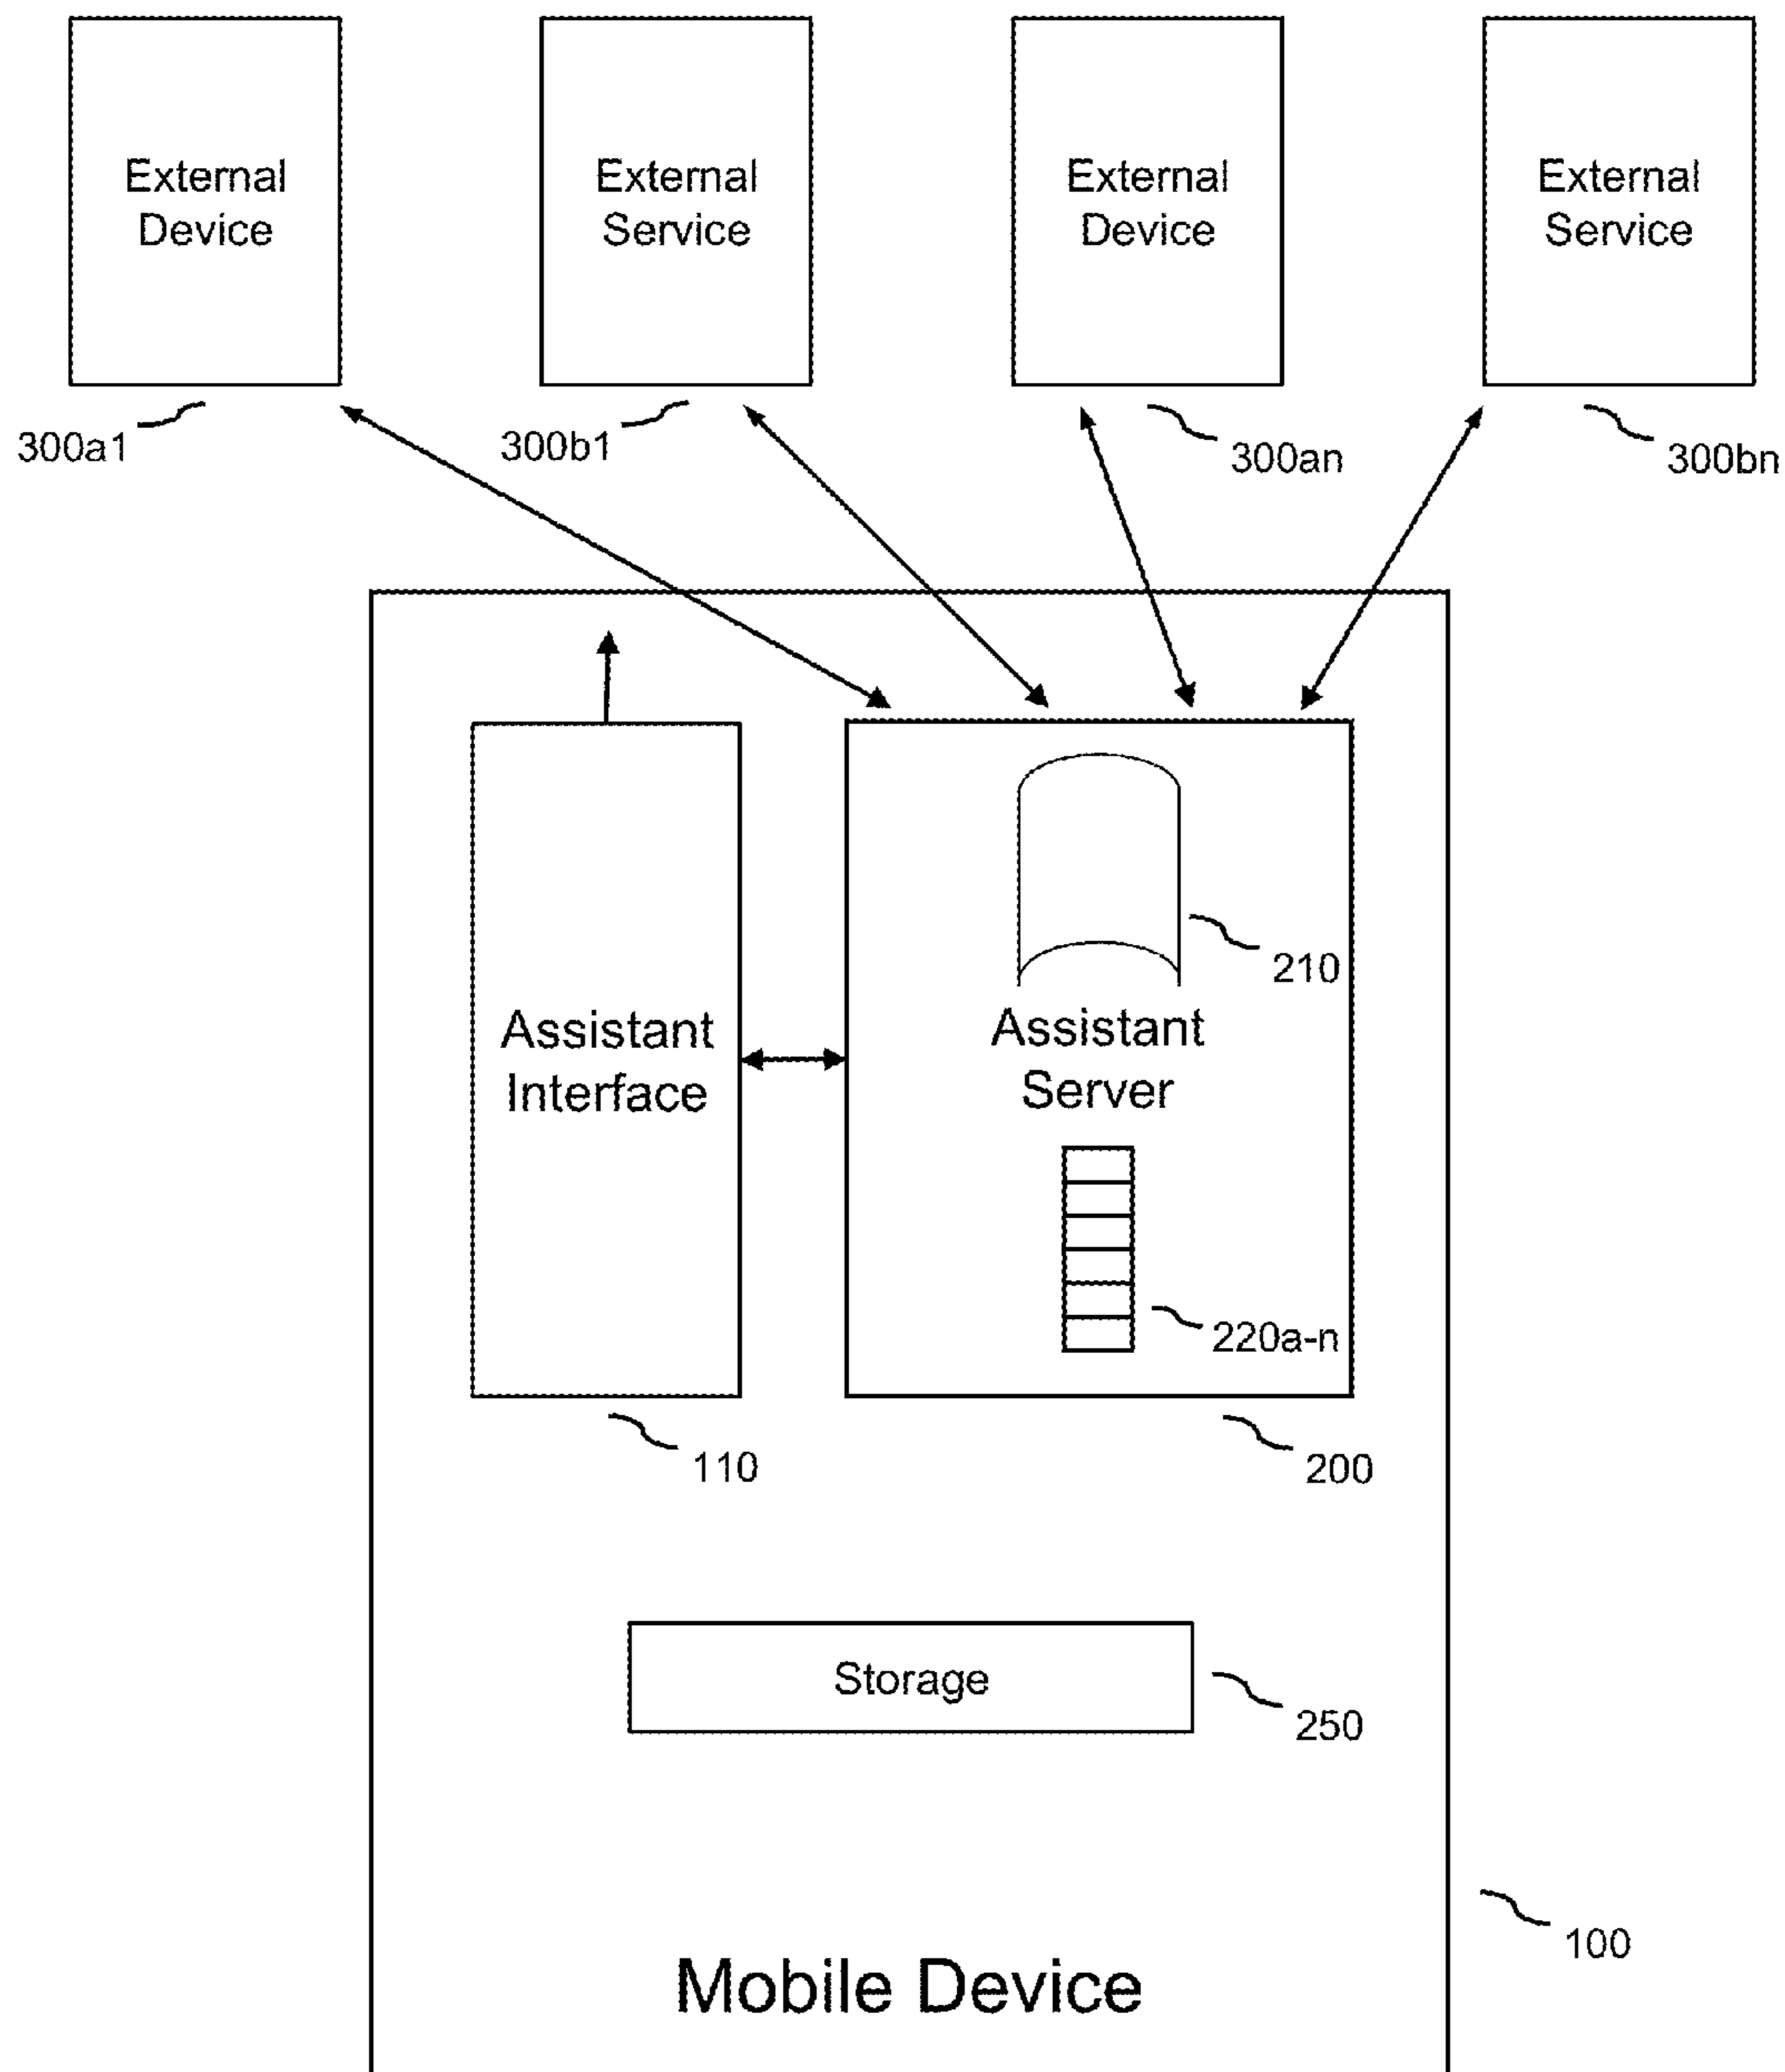 External
Device
External
Service
External
Device
External
Service
300a1
300b1
300an
300bn
210
Assistant
Interface
Assistant
Server
220a-n
110
200
Storage
250
100
Mobile Device